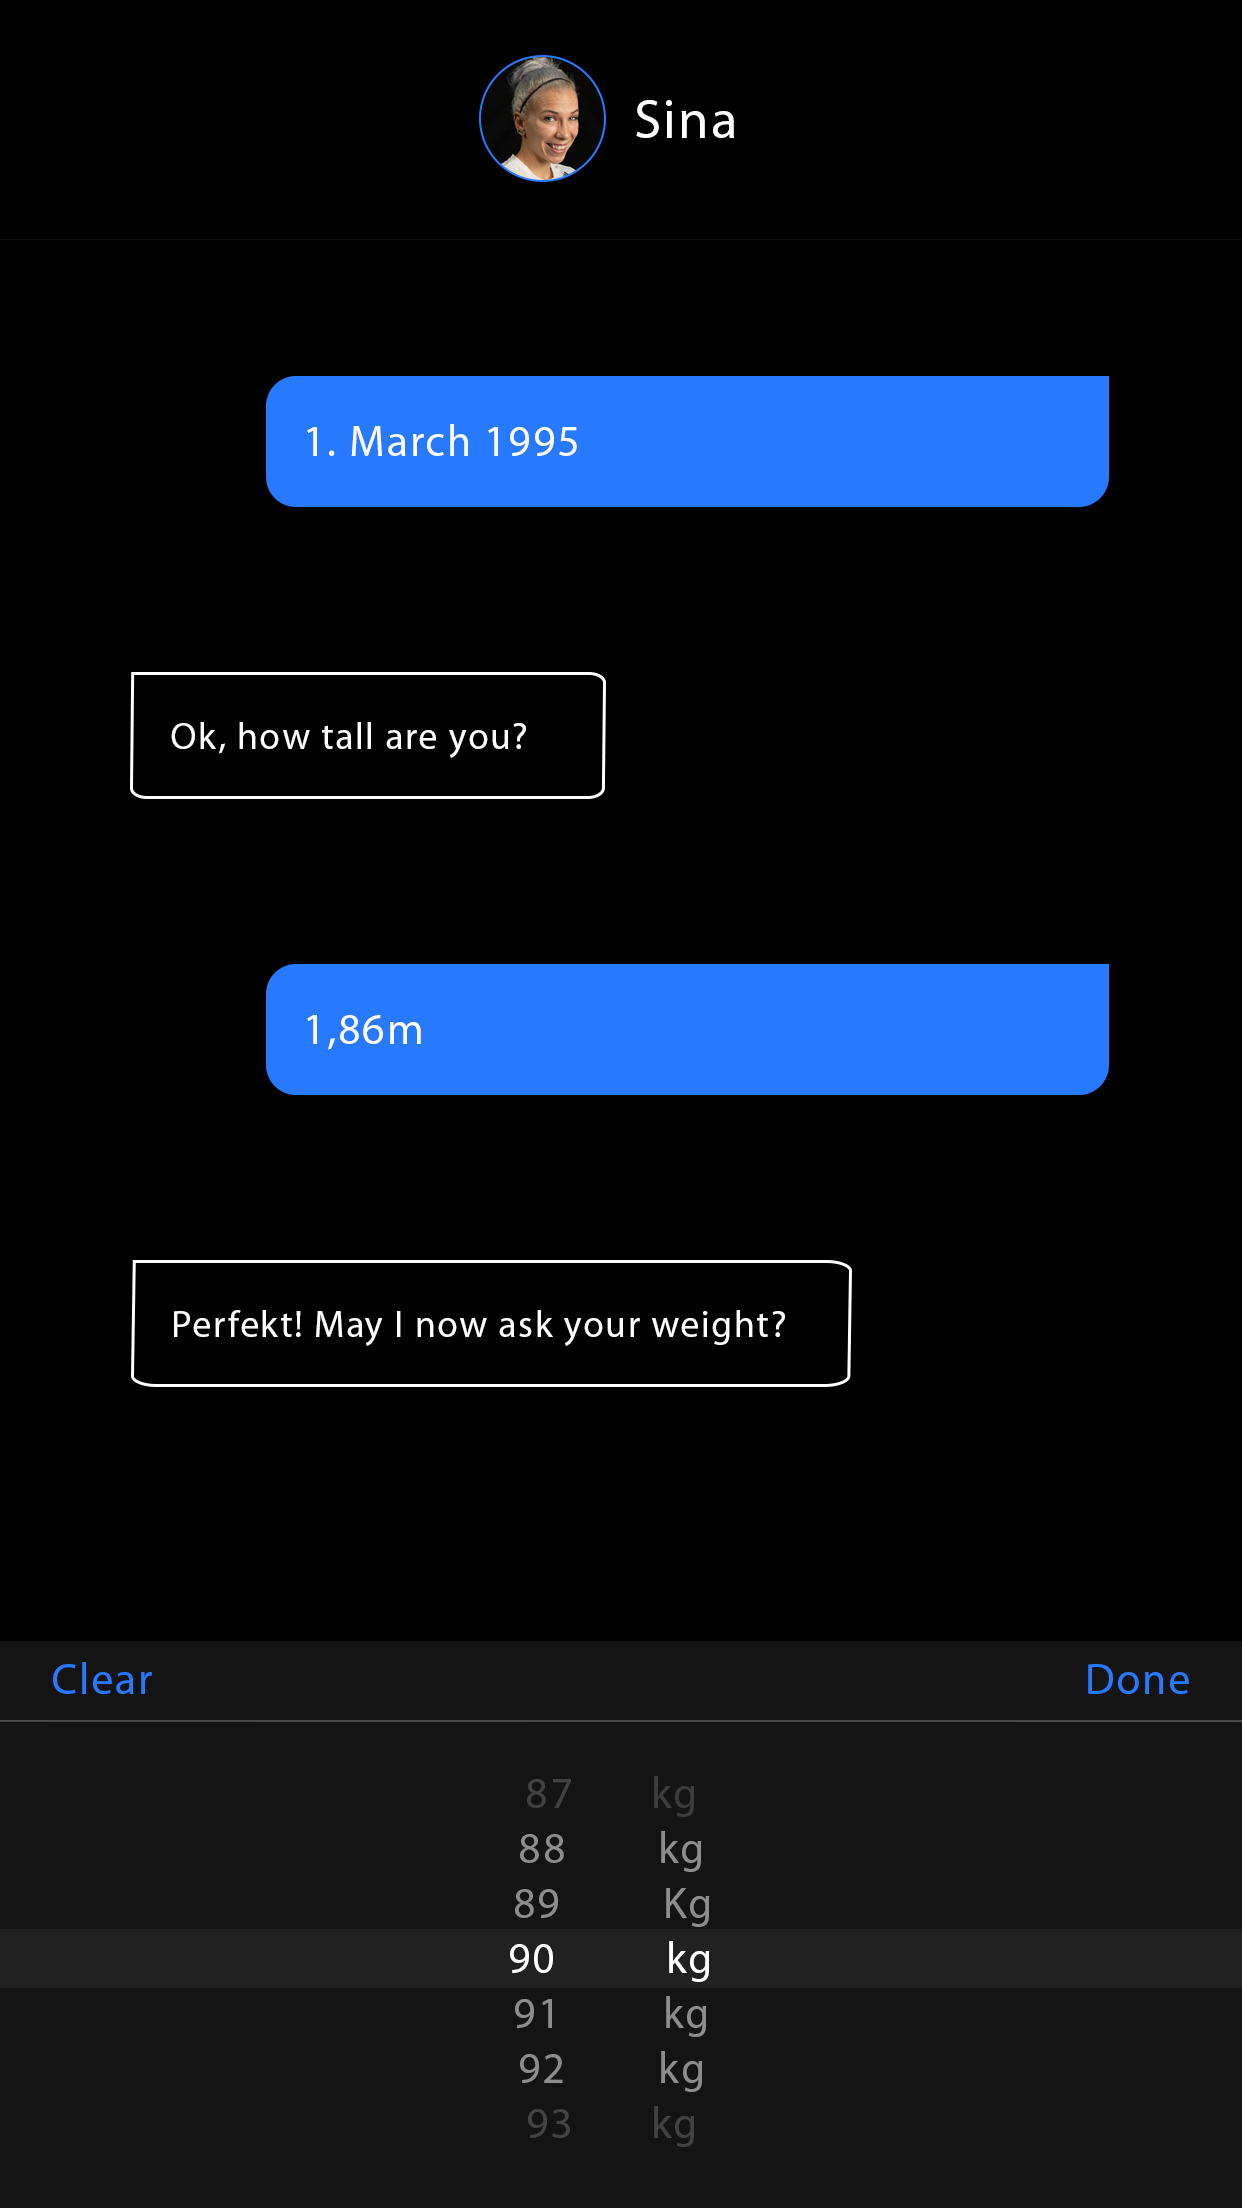 Sina
1. March 1995
Ok, how tall are you?
1,86m
Perfekt! May I now ask your weight?
Clear Done
87 kg
88 kg
89 Kg
90 kg
91 kg
92 kg
93 kg